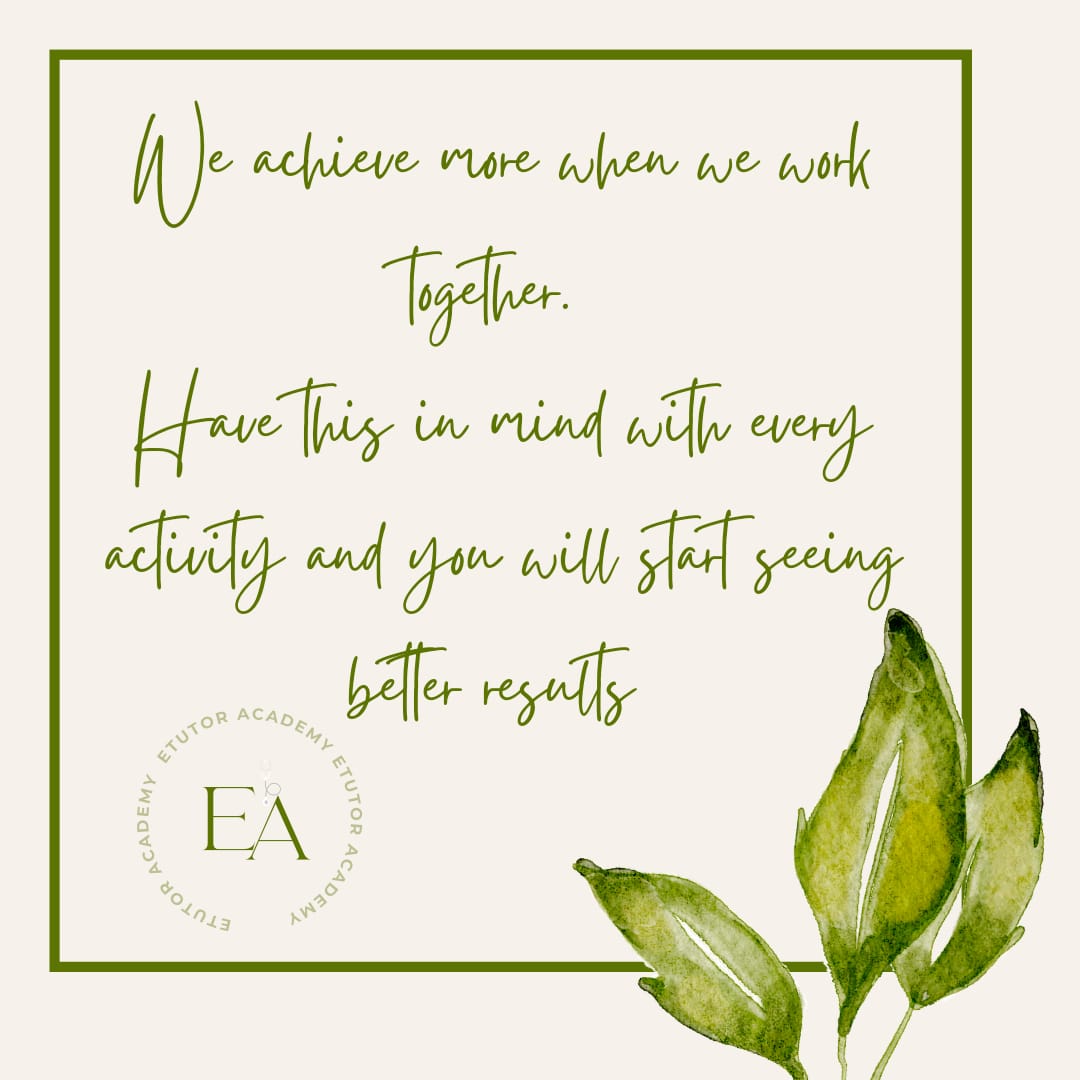 We achieve more when we work
together.
Have this in mind with every
activity and you will start seeing
better results
ETUTOR ACADEMY ETUTOR ACADEMY ETUTOR ACADEMY
EA